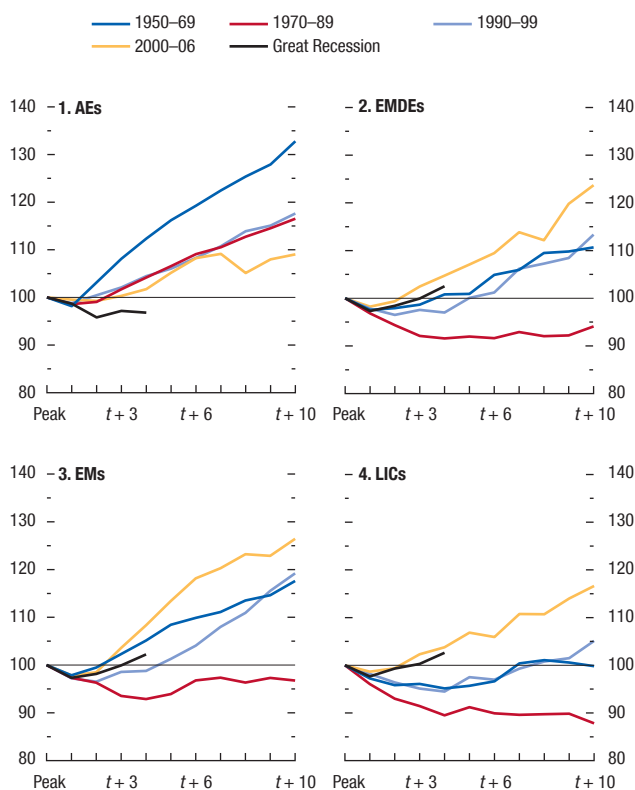 1950–69 1970–89 1990–99
2000–06 Great Recession
1. AEs
2. EMDEs
140 140
130 130
120 120
110 110
100 100
90 90
80 80
Peak t + 3 t + 6 t + 10 Peak t + 3 t + 6 t + 10
3. EMs
4. LICs
140 140
130 130
120 120
110 110
100 100
90 90
80 80
Peak t + 3 t + 6 t + 10 Peak t + 3 t + 6 t + 10